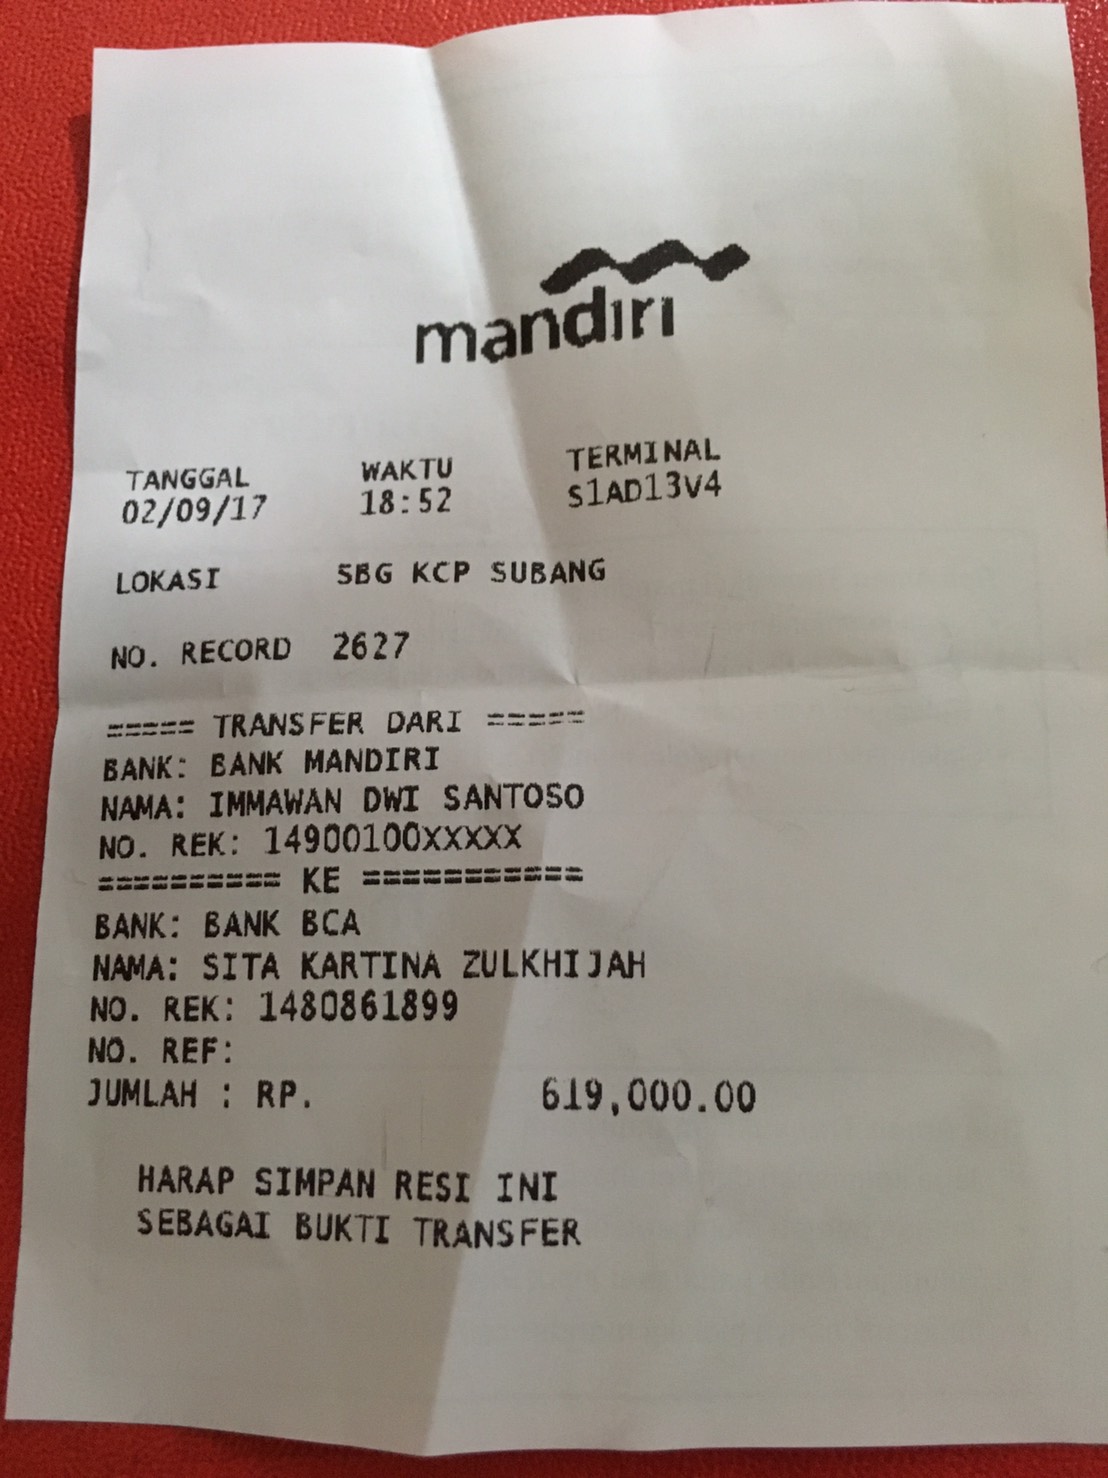 mandiri
TANGGAL WAKTU TERMINAL
02/09/17 18:52 S1AD13V4
LOKASI SBG KCP SUBANG
NO. RECORD 2627
===== TRANSFER DARI =====
BANK: BANK MANDIRI
NAMA: IMMAWAN DWI SANTOSO
NO. REK: 14900100XXXXX
========== KE ============
BANK: BANK BCA
NAMA: SITA KARTINA ZULKHIJAH
NO. REK: 1480861899
NO. REF:
JUMLAH : RP. 619,000.00
HARAP SIMPAN RESI INI
SEBAGAI BUKTI TRANSFER